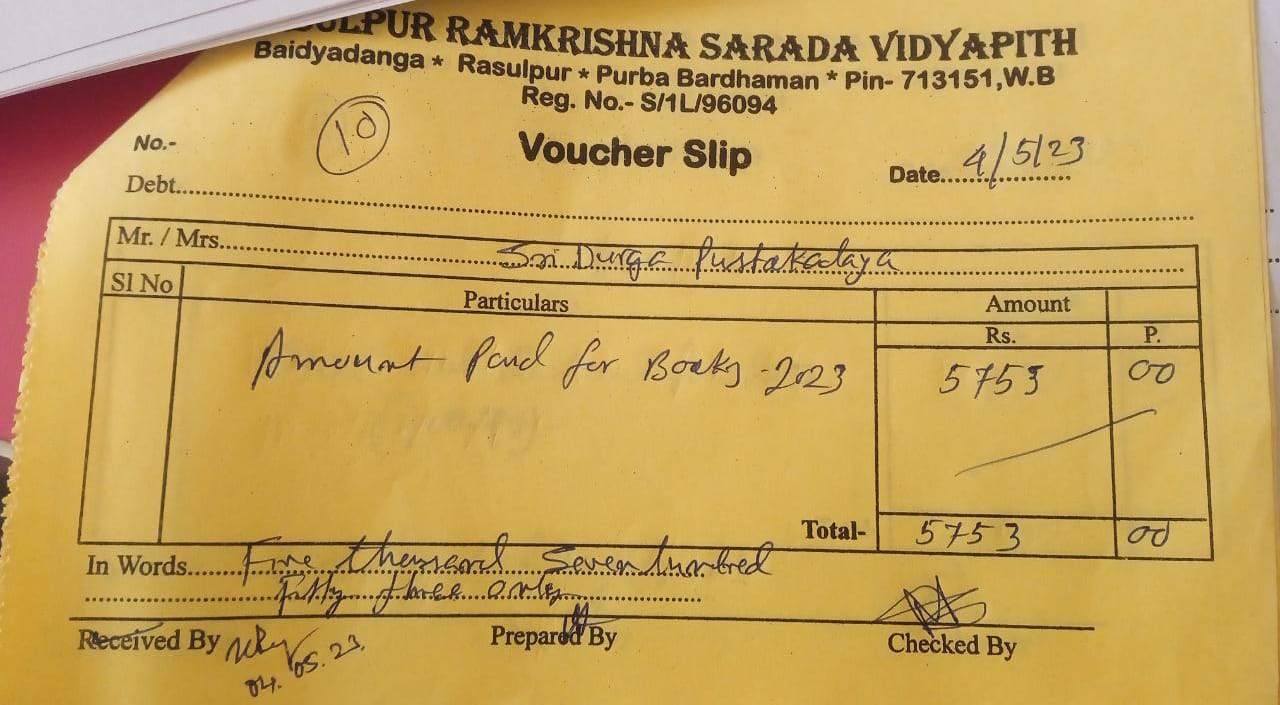 ULPUR RAMKRISHNA SARADA VIDYAPITH
Baidyadanga * Rasulpur * Purba Bardhaman * Pin- 713151,W.B
Reg. No.- S/1L/96094
No.- 10 Voucher Slip Date 4/5/23
Debt
Mr. / Mrs. Sri Durga Pustakalaya
Sl No Particulars Amount
Rs. P.
Amount Paid for Books - 2023 5753 00
Total- 5753 00
In Words Five thousand Seven hundred
Fifty three only
Received By Prepared By Checked By
04.05.23.